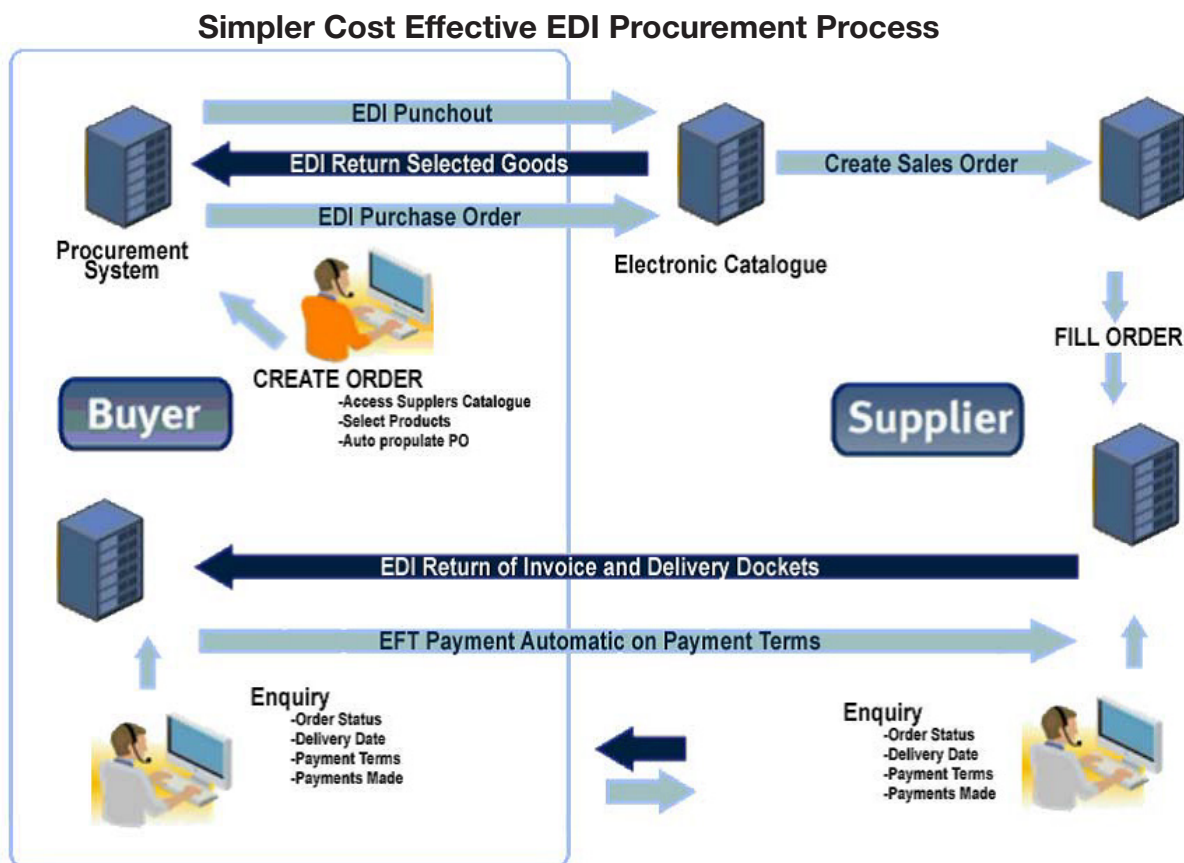 Simpler Cost Effective EDI Procurement Process
EDI Punchout
EDI Return Selected Goods
Create Sales Order
EDI Purchase Order
Procurement
System
Electronic Catalogue
FILL ORDER
CREATE ORDER
-Access Supplers Catalogue
-Select Products
-Auto propulate PO
Buyer
Supplier
EDI Return of Invoice and Delivery Dockets
EFT Payment Automatic on Payment Terms
Enquiry
-Order Status
-Delivery Date
-Payment Terms
-Payments Made
Enquiry
-Order Status
-Delivery Date
-Payment Terms
-Payments Made